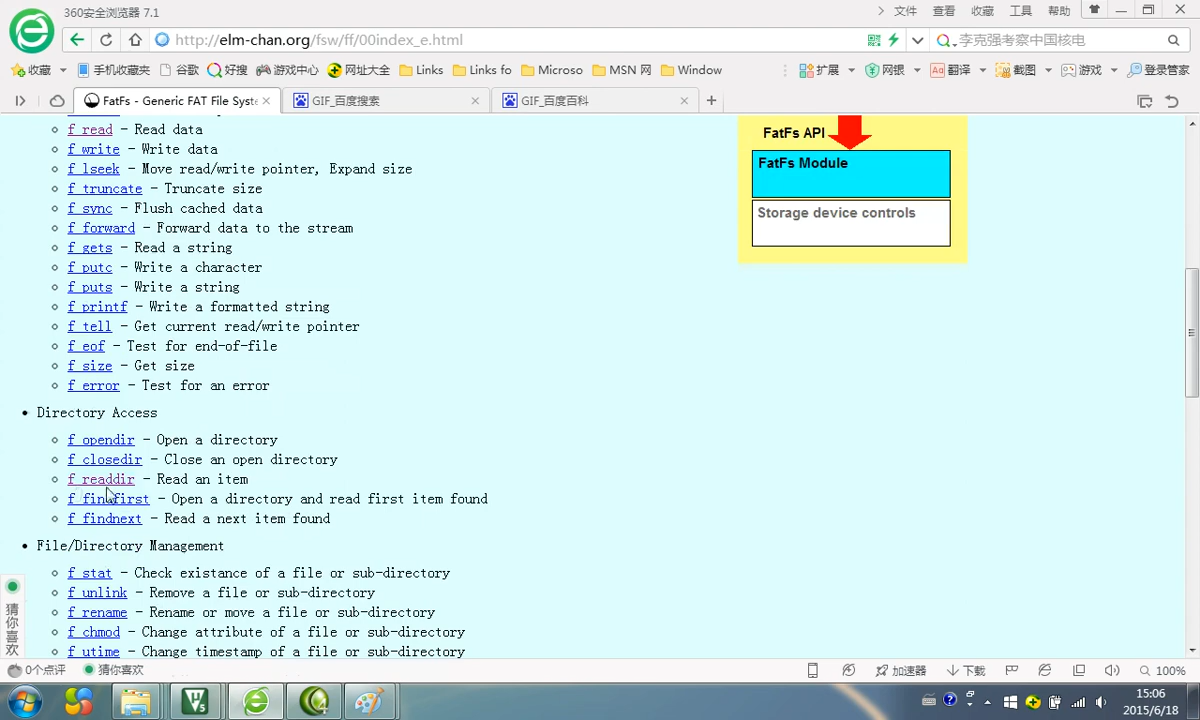 360安全浏览器 7.1
文件 查看 收藏 工具 帮助
http://elm-chan.org/fsw/ff/00index_e.html
李克强考察中国核电
收藏 手机收藏夹 谷歌 好搜 游戏中心 网址大全 Links Links fo Microso MSN 网 Window
扩展 网银 翻译 截图 游戏 登录管家
FatFs - Generic FAT File Syste
GIF_百度搜索
GIF_百度百科
f_read - Read data
f_write - Write data
f_lseek - Move read/write pointer, Expand size
f_truncate - Truncate size
f_sync - Flush cached data
f_forward - Forward data to the stream
f_gets - Read a string
f_putc - Write a character
f_puts - Write a string
f_printf - Write a formatted string
f_tell - Get current read/write pointer
f_eof - Test for end-of-file
f_size - Get size
f_error - Test for an error
Directory Access
f_opendir - Open a directory
f_closedir - Close an open directory
f_readdir - Read an item
f_findfirst - Open a directory and read first item found
f_findnext - Read a next item found
File/Directory Management
f_stat - Check existance of a file or sub-directory
f_unlink - Remove a file or sub-directory
f_rename - Rename or move a file or sub-directory
f_chmod - Change attribute of a file or sub-directory
f_utime - Change timestamp of a file or sub-directory
FatFs API
FatFs Module
Storage device controls
猜你喜欢
0个点评 猜你喜欢
加速器 下载 100%
15:06
2015/6/18